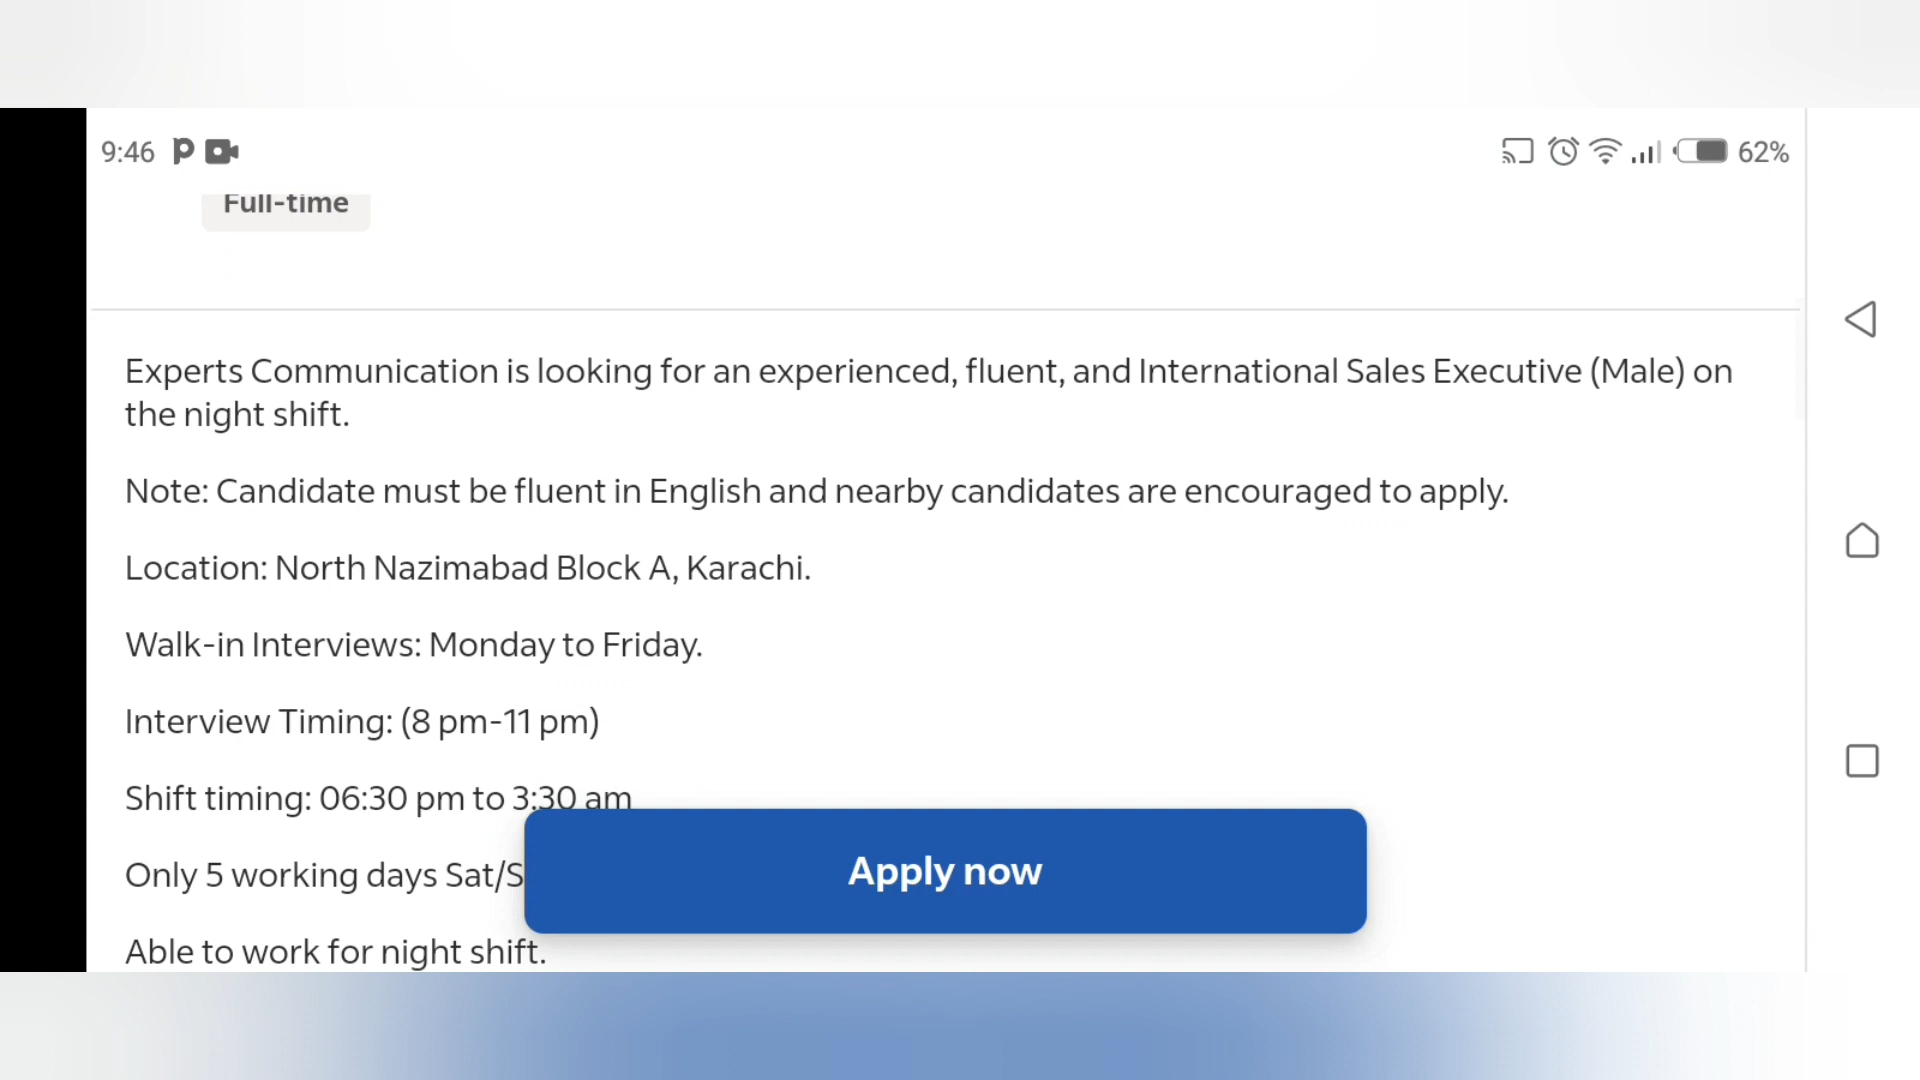 9:46
62%
Full-time
Experts Communication is looking for an experienced, fluent, and International Sales Executive (Male) on
the night shift.
Note: Candidate must be fluent in English and nearby candidates are encouraged to apply.
Location: North Nazimabad Block A, Karachi.
Walk-in Interviews: Monday to Friday.
Interview Timing: (8 pm-11 pm)
Shift timing: 06:30 pm to 3:30 am
Only 5 working days Sat/S
Apply now
Able to work for night shift.